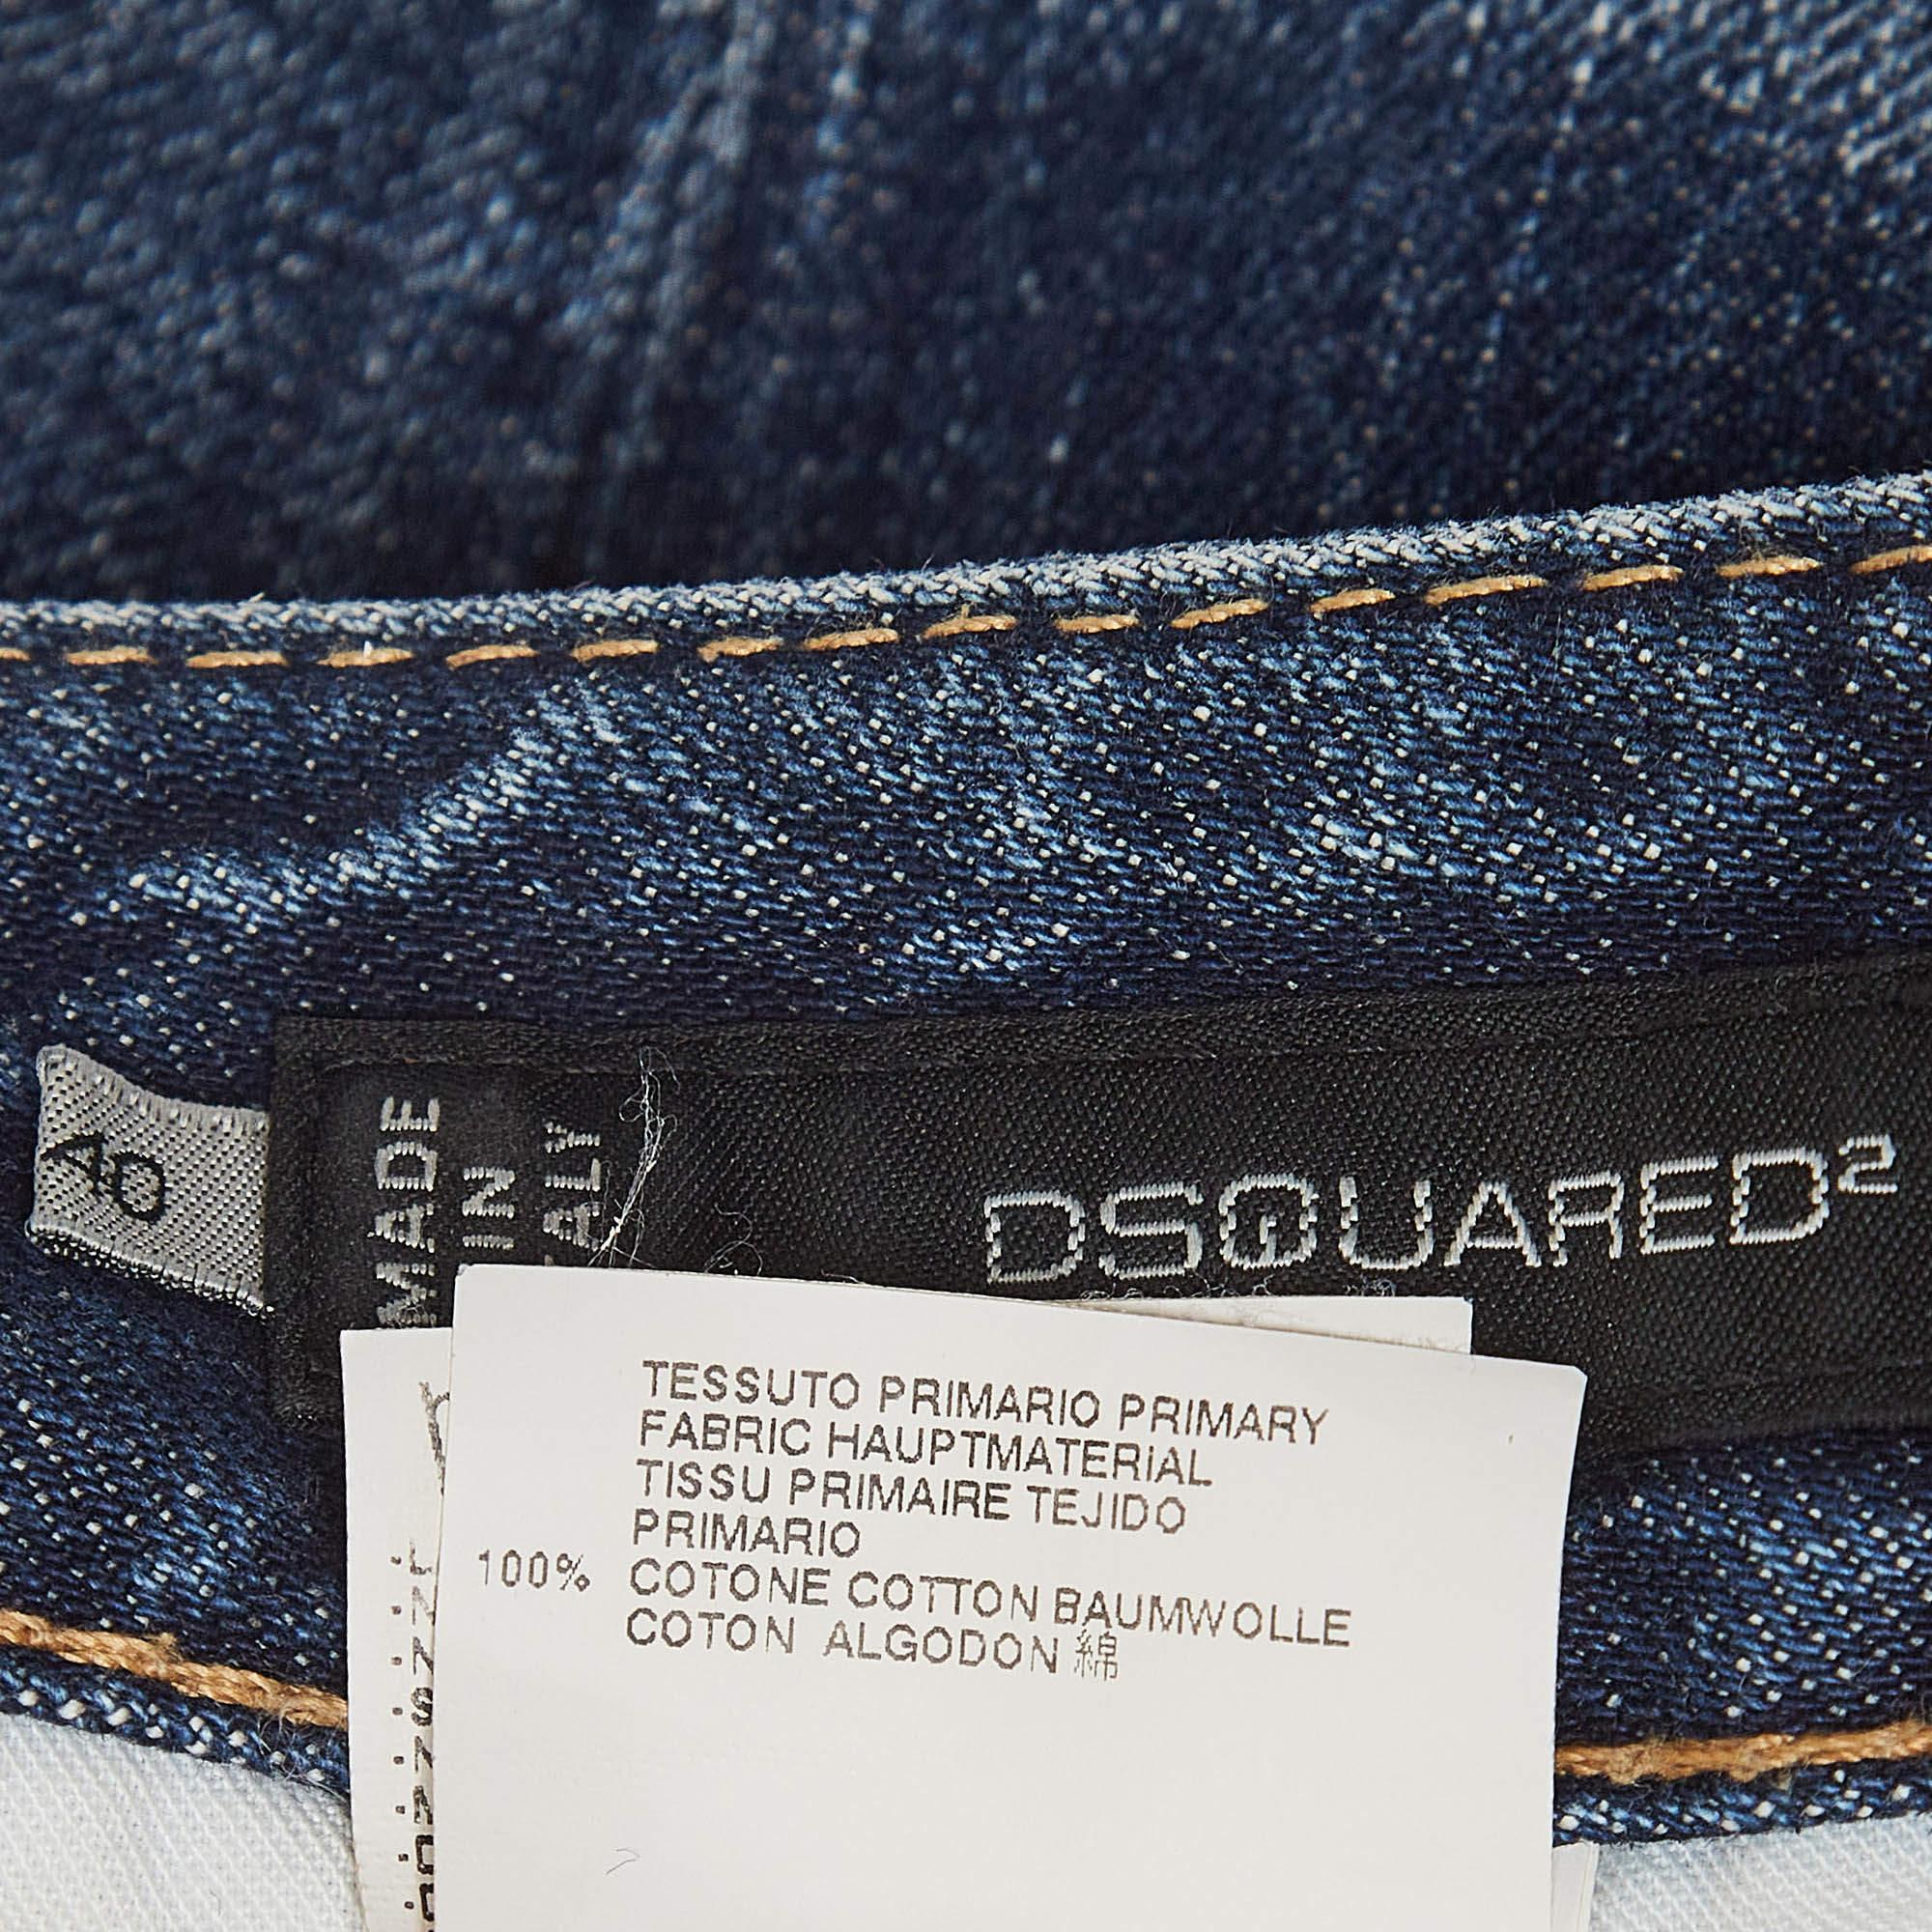 40
MADE
IN
ITALY
DSQUARED2
TESSUTO PRIMARIO PRIMARY
FABRIC HAUPTMATERIAL
TISSU PRIMAIRE TEJIDO
PRIMARIO
100% COTONE COTTON BAUMWOLLE
COTON ALGODON 綿